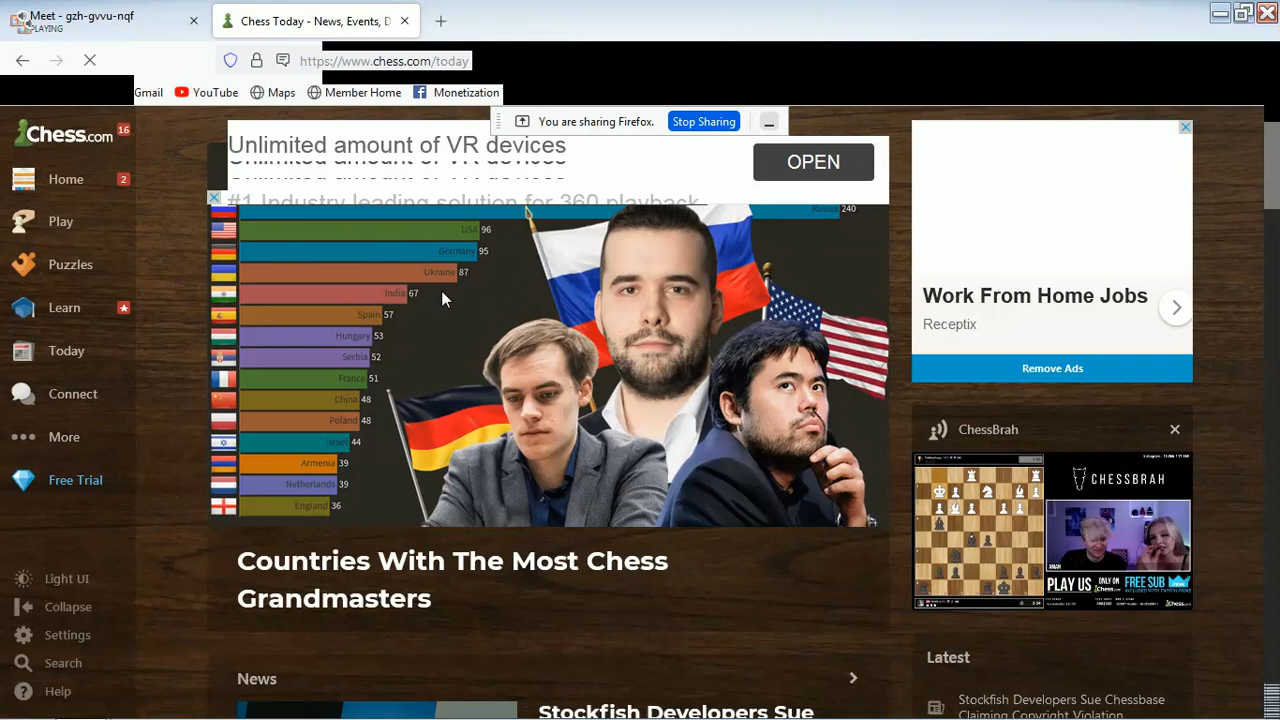 Meet - gzh-gvvu-nqf
PLAYING
Chess Today - News, Events, D
https://www.chess.com/today
Gmail
YouTube
Maps
Member Home
Monetization
You are sharing Firefox.
Stop Sharing
Chess.com
16
Home
2
Play
Puzzles
Learn
Today
Connect
More
Free Trial
Light UI
Collapse
Settings
Search
Help
Unlimited amount of VR devices
Unlimited amount of VR devices
#1 Industry leading solution for 360 playback
OPEN
Russia 240
USA 96
Germany 95
Ukraine 87
India 67
Spain 57
Hungary 53
Serbia 52
France 51
China 48
Poland 48
Israel 44
Armenia 39
Netherlands 39
England 36
Countries With The Most Chess
Grandmasters
News
Stockfish Developers Sue
Work From Home Jobs
Receptix
Remove Ads
ChessBrah
CHESSBRAH
AMAN
PLAY US ONLY ON
FREE SUB
Chess.com
Latest
Stockfish Developers Sue Chessbase
Claiming Copyright Violation